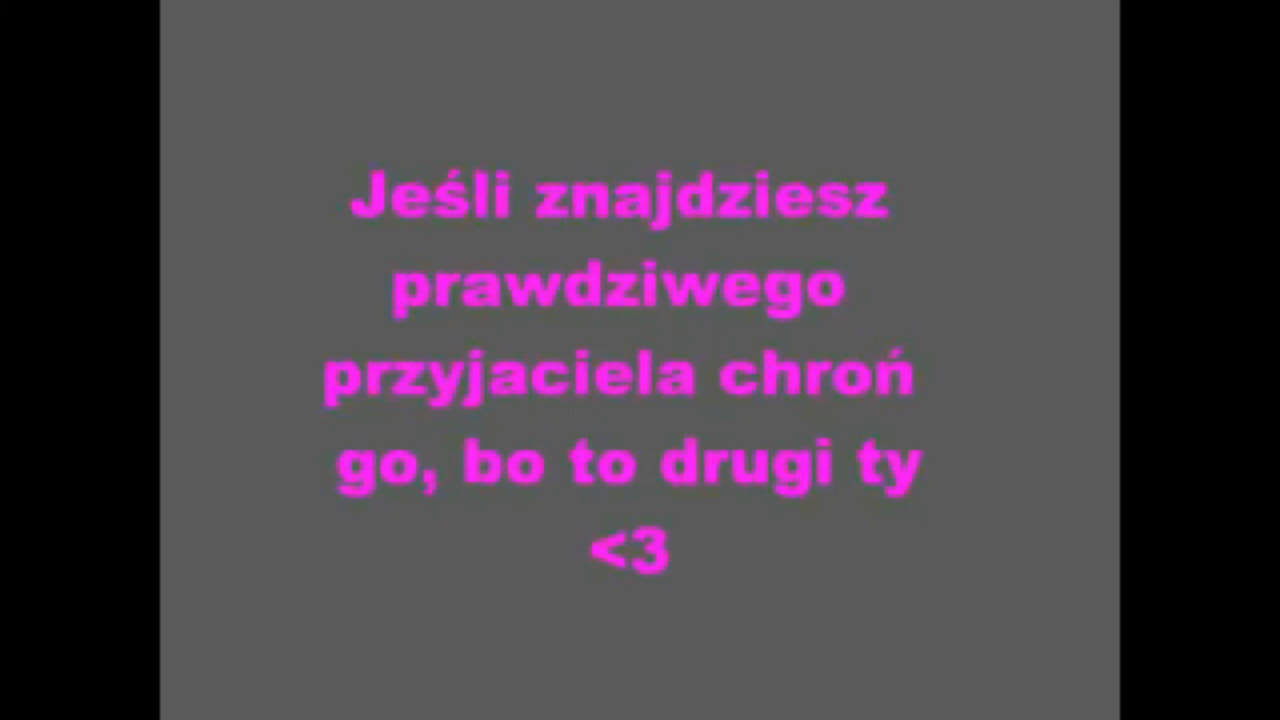 Jeśli znajdziesz
prawdziwego
przyjaciela chroń
go, bo to drugi ty
<3